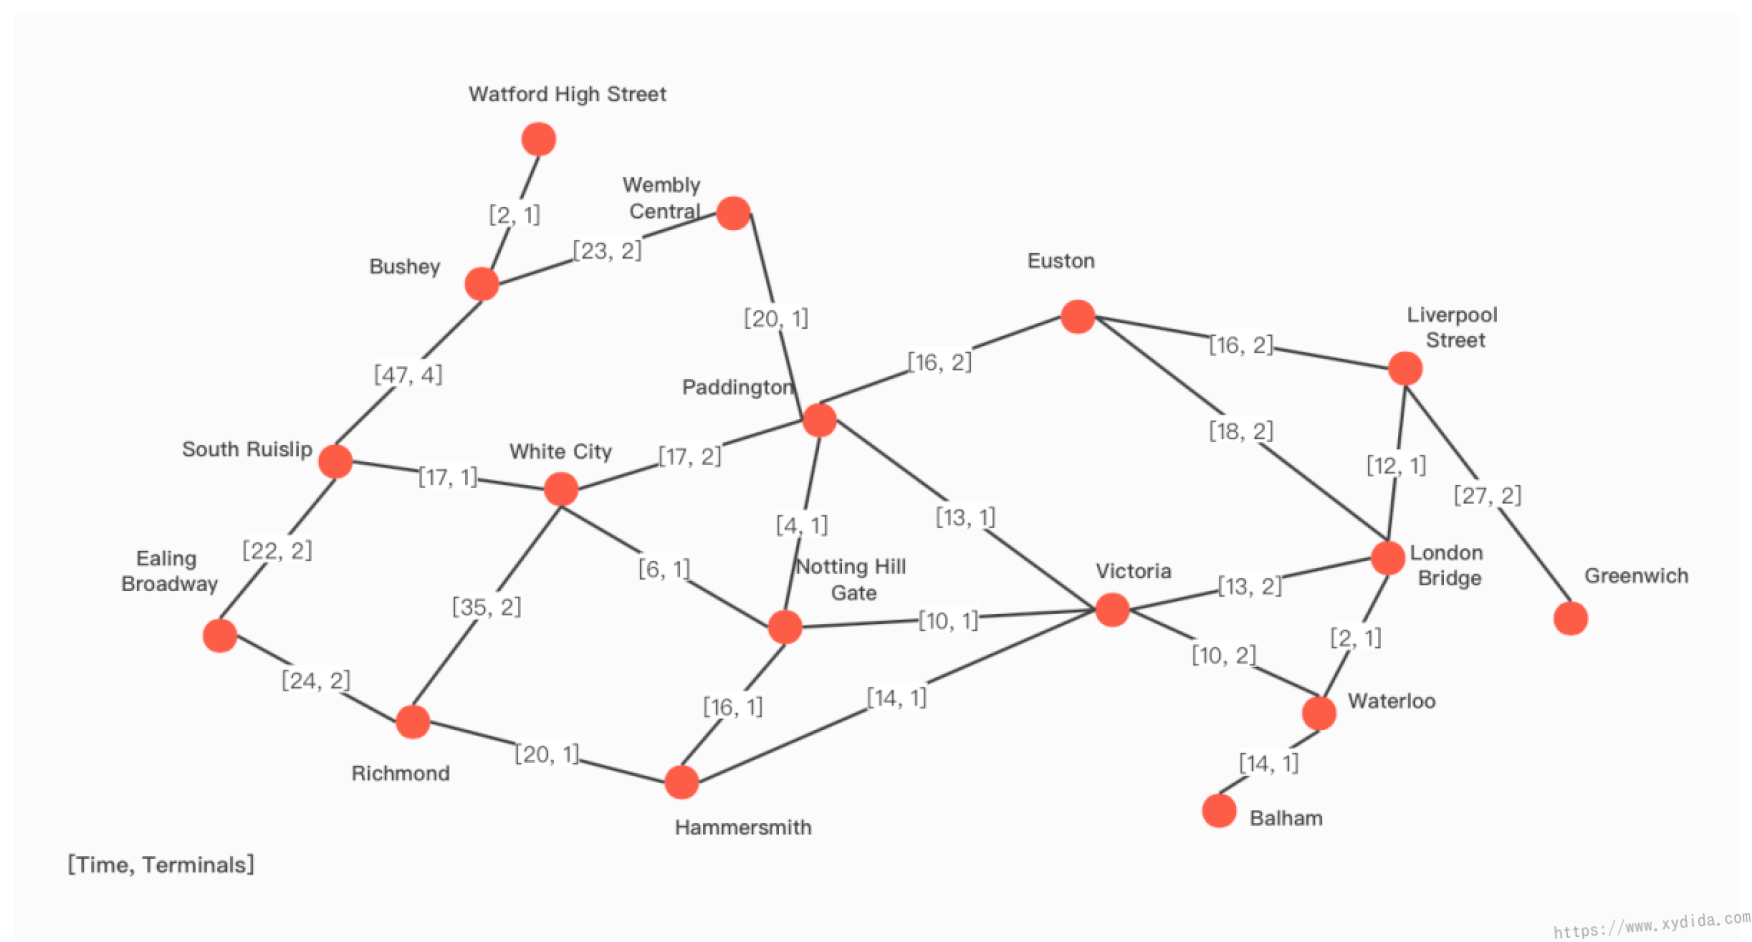 Watford High Street
Wembly
Central
[2, 1]
[23, 2]
Bushey
Euston
[20, 1]
Liverpool
Street
[16, 2]
[16, 2]
[47, 4]
Paddington
[18, 2]
South Ruislip
White City
[17, 2]
[17, 1]
[12, 1]
[27, 2]
[4, 1]
[13, 1]
Ealing
Broadway
[22, 2]
[6, 1]
Notting Hill
Gate
Victoria
London
Bridge
Greenwich
[13, 2]
[35, 2]
[10, 1]
[2, 1]
[10, 2]
[24, 2]
[16, 1]
[14, 1]
Waterloo
Richmond
[20, 1]
[14, 1]
Hammersmith
Balham
[Time, Terminals]
https://www.xydida.com